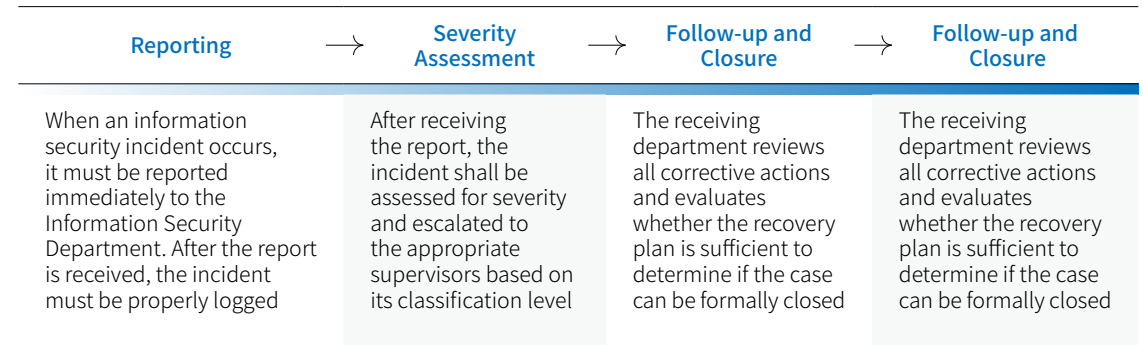 Reporting
→
Severity
Assessment
→
Follow-up and
Closure
→
Follow-up and
Closure
When an information
security incident occurs,
it must be reported
immediately to the
Information Security
Department. After the report
is received, the incident
must be properly logged
After receiving
the report, the
incident shall be
assessed for severity
and escalated to
the appropriate
supervisors based on
its classification level
The receiving
department reviews
all corrective actions
and evaluates
whether the recovery
plan is sufficient to
determine if the case
can be formally closed
The receiving
department reviews
all corrective actions
and evaluates
whether the recovery
plan is sufficient to
determine if the case
can be formally closed